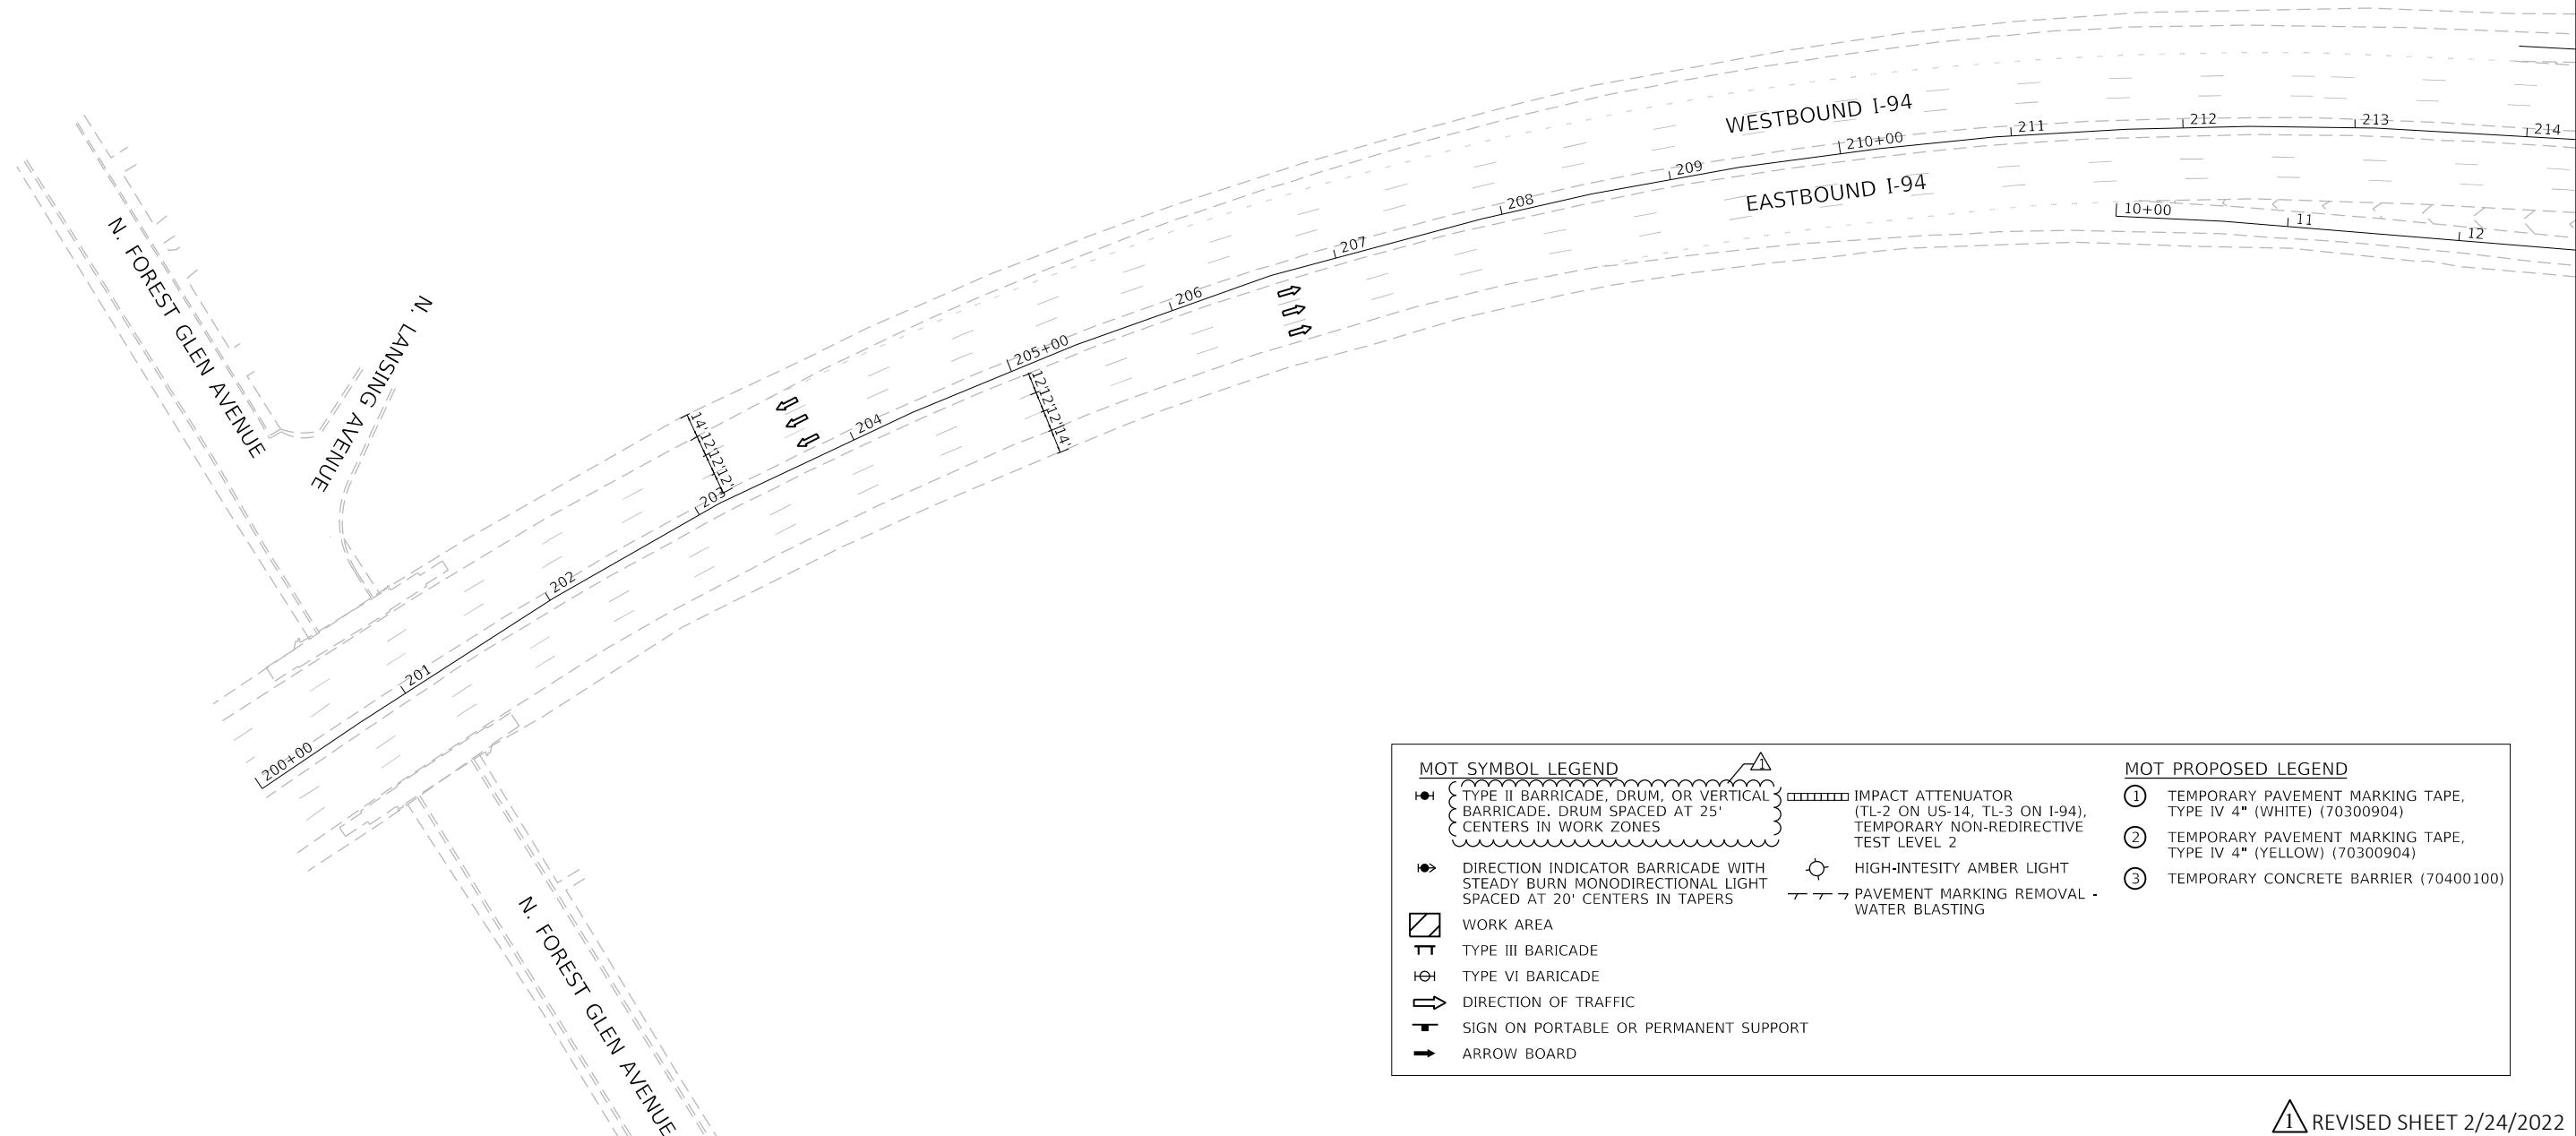 WESTBOUND I-94
EASTBOUND I-94
N. FOREST GLEN AVENUE
N. LANSING AVENUE
N. FOREST GLEN AVENUE
200+00
201
202
203
204
205+00
206
207
208
209
210+00
211
212
213
214
10+00
11
12
14' 12' 12' 12'
12' 12' 12' 14'
MOT SYMBOL LEGEND
1
TYPE II BARRICADE, DRUM, OR VERTICAL
BARRICADE. DRUM SPACED AT 25'
CENTERS IN WORK ZONES
DIRECTION INDICATOR BARRICADE WITH
STEADY BURN MONODIRECTIONAL LIGHT
SPACED AT 20' CENTERS IN TAPERS
WORK AREA
TYPE III BARICADE
TYPE VI BARICADE
DIRECTION OF TRAFFIC
SIGN ON PORTABLE OR PERMANENT SUPPORT
ARROW BOARD
IMPACT ATTENUATOR
(TL-2 ON US-14, TL-3 ON I-94),
TEMPORARY NON-REDIRECTIVE
TEST LEVEL 2
HIGH-INTESITY AMBER LIGHT
PAVEMENT MARKING REMOVAL -
WATER BLASTING
MOT PROPOSED LEGEND
1 TEMPORARY PAVEMENT MARKING TAPE,
TYPE IV 4" (WHITE) (70300904)
2 TEMPORARY PAVEMENT MARKING TAPE,
TYPE IV 4" (YELLOW) (70300904)
3 TEMPORARY CONCRETE BARRIER (70400100)
1 REVISED SHEET 2/24/2022